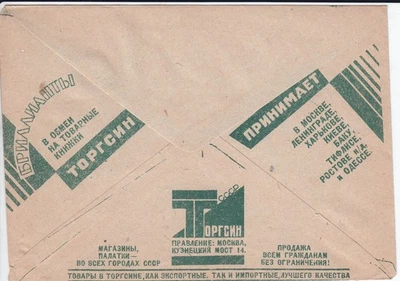 БРИЛЛИАНТЫ
В ОБМЕН
НА ТОВАРНЫЕ
КНИЖКИ
ТОРГСИН
ПРИНИМАЕТ
В МОСКВЕ,
ЛЕНИНГРАДЕ,
ХАРЬКОВЕ,
КИЕВЕ,
БАКУ,
ТИФЛИСЕ,
РОСТОВЕ н/Д.
И ОДЕССЕ.
СССР
ТОРГСИН
ПРАВЛЕНИЕ: МОСКВА,
КУЗНЕЦКИЙ МОСТ 14.
МАГАЗИНЫ,
ПАЛАТКИ—
ВО ВСЕХ ГОРОДАХ СССР
ПРОДАЖА
ВСЕМ ГРАЖДАНАМ
БЕЗ ОГРАНИЧЕНИЯ!
ТОВАРЫ В ТОРГСИНЕ, КАК ЭКСПОРТНЫЕ, ТАК И ИМПОРТНЫЕ, ЛУЧШЕГО КАЧЕСТВА